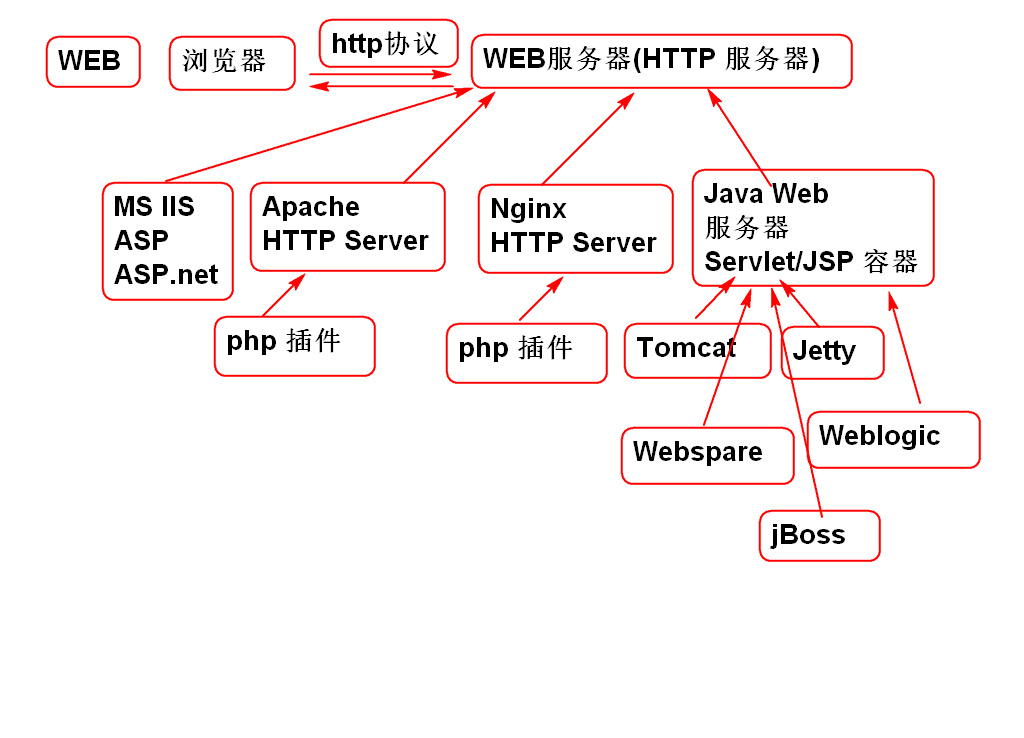 WEB
浏览器
http协议
WEB服务器(HTTP 服务器)
MS IIS
ASP
ASP.net
Apache
HTTP Server
Nginx
HTTP Server
Java Web
服务器
Servlet/JSP 容器
php 插件
php 插件
Tomcat
Jetty
Webspare
Weblogic
jBoss